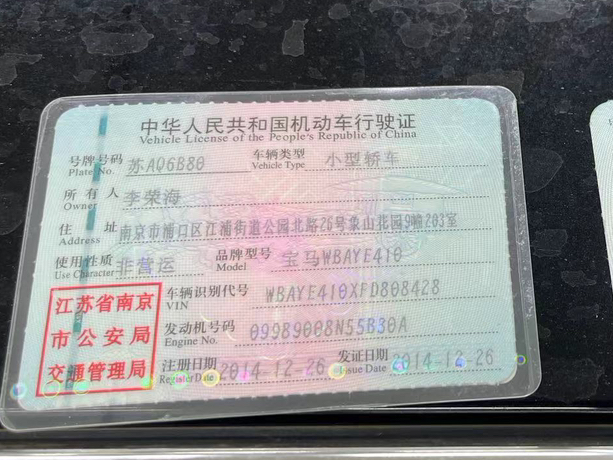 中华人民共和国机动车行驶证
Vehicle License of the People's Republic of China
号牌号码 苏AQ6B80 车辆类型 小型轿车
Plate No. Vehicle Type
所有人 李荣海
Owner
住址 南京市浦口区江浦街道公园北路26号象山花园9幢203室
Address
使用性质 非营运 品牌型号 宝马WBAYE410
Use Character Model
江苏省南京市公安局交通管理局
车辆识别代号 WBAYE410XFD808428
VIN
发动机号码 09989008N55B30A
Engine No.
注册日期 2014-12-26 发证日期 2014-12-26
Register Date Issue Date